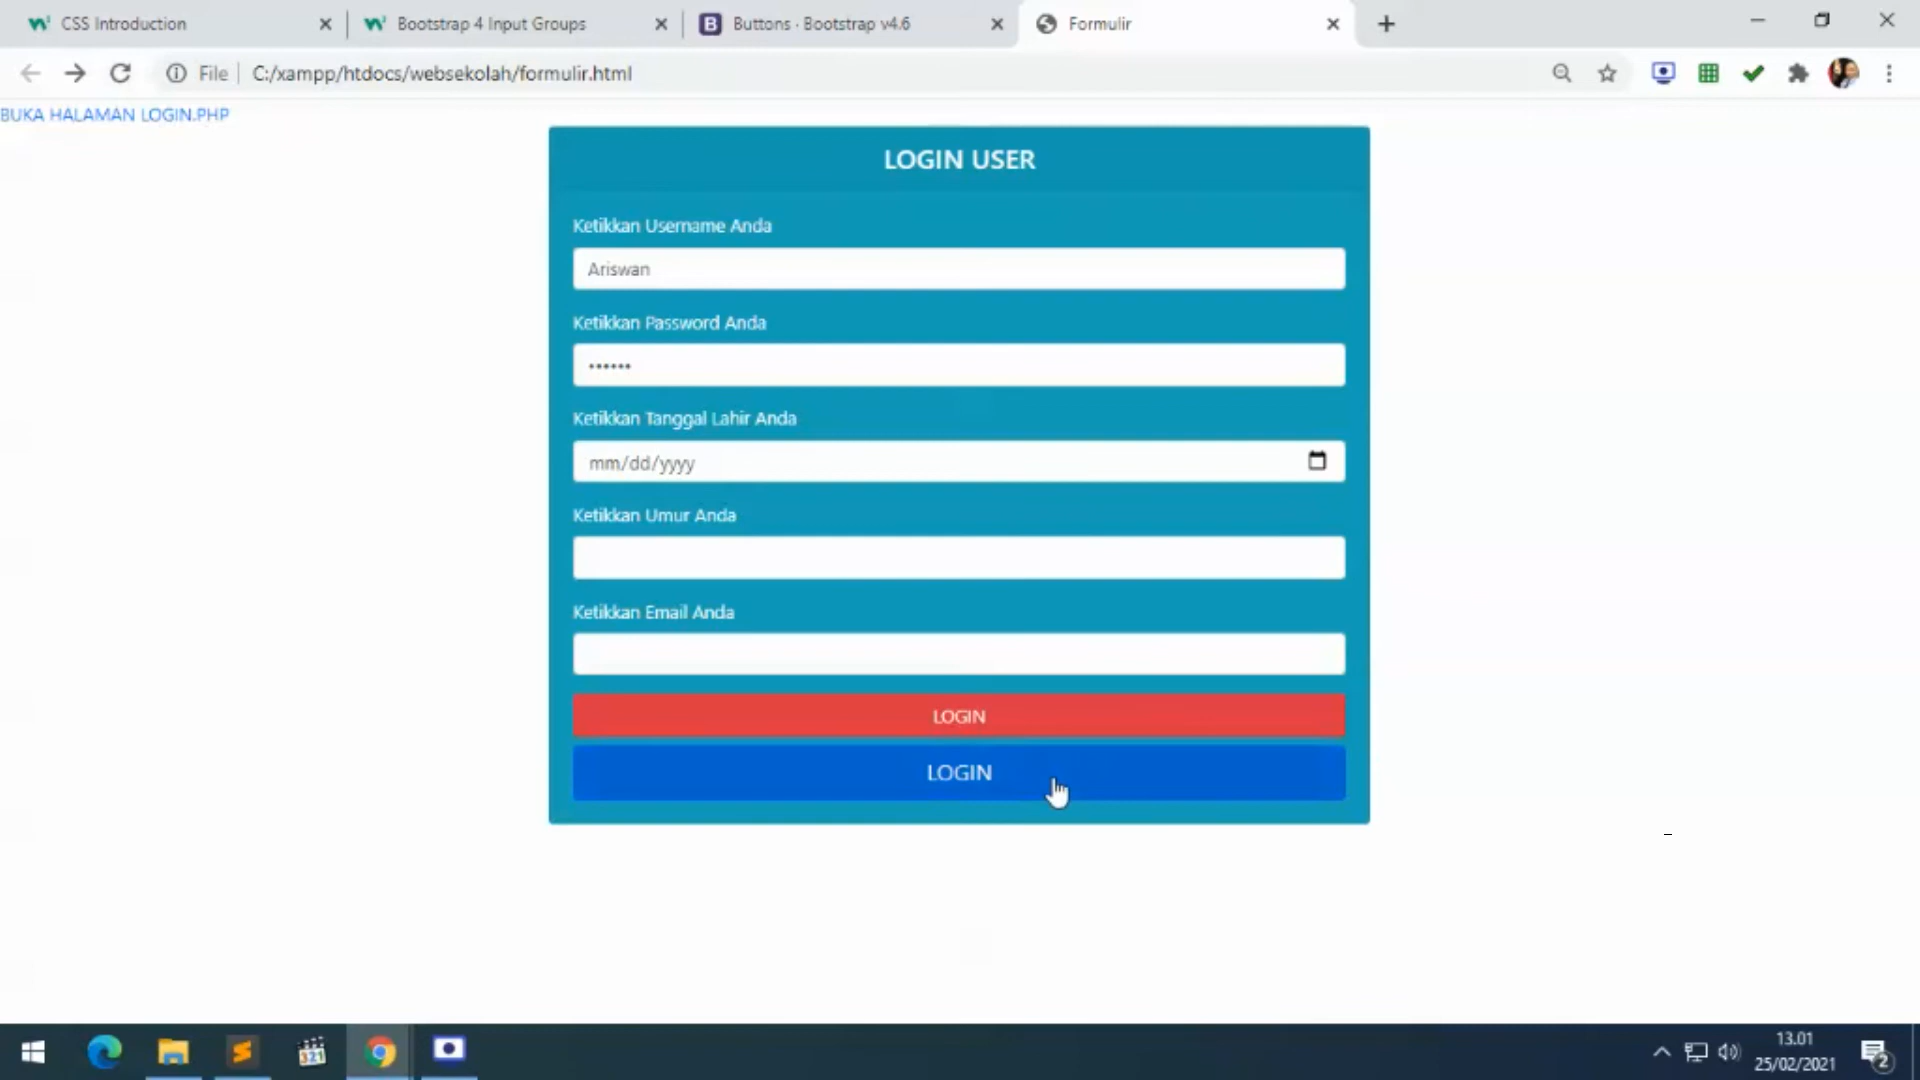 CSS Introduction
Bootstrap 4 Input Groups
B
Buttons · Bootstrap v4.6
Formulir
File
C:/xampp/htdocs/websekolah/formulir.html
BUKA HALAMAN LOGIN.PHP
LOGIN USER
Ketikkan Username Anda
Ariswan
Ketikkan Password Anda
••••••
Ketikkan Tanggal Lahir Anda
mm/dd/yyyy
Ketikkan Umur Anda
Ketikkan Email Anda
LOGIN
LOGIN
321
13.01
25/02/2021
2